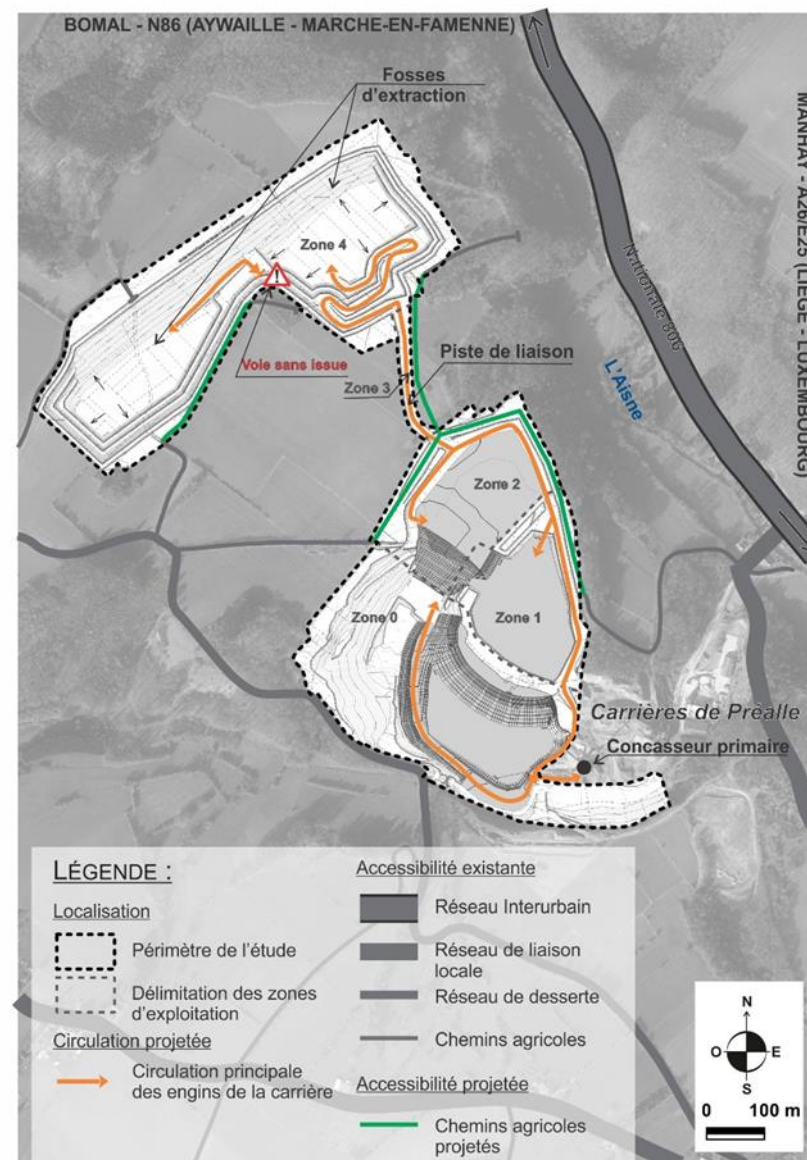 BOMAL - N86 (AYWAILLE - MARCHE-EN-FAMENNE)
MANHAY - A26/E25 (LIEGE - LUXEMBOURG)
Fosses
d'extraction
Nationale 806
Zone 4
Voie sans issue
Piste de liaison
Zone 3
L'Aisne
Zone 2
Zone 0
Zone 1
Carrières de Préalle
Concasseur primaire
LÉGENDE :
Localisation
Périmètre de l'étude
Délimitation des zones
d'exploitation
Circulation projetée
Circulation principale
des engins de la carrière
Accessibilité existante
Réseau Interurbain
Réseau de liaison
locale
Réseau de desserte
Chemins agricoles
Accessibilité projetée
Chemins agricoles
projetés
N
O
E
S
0 100 m